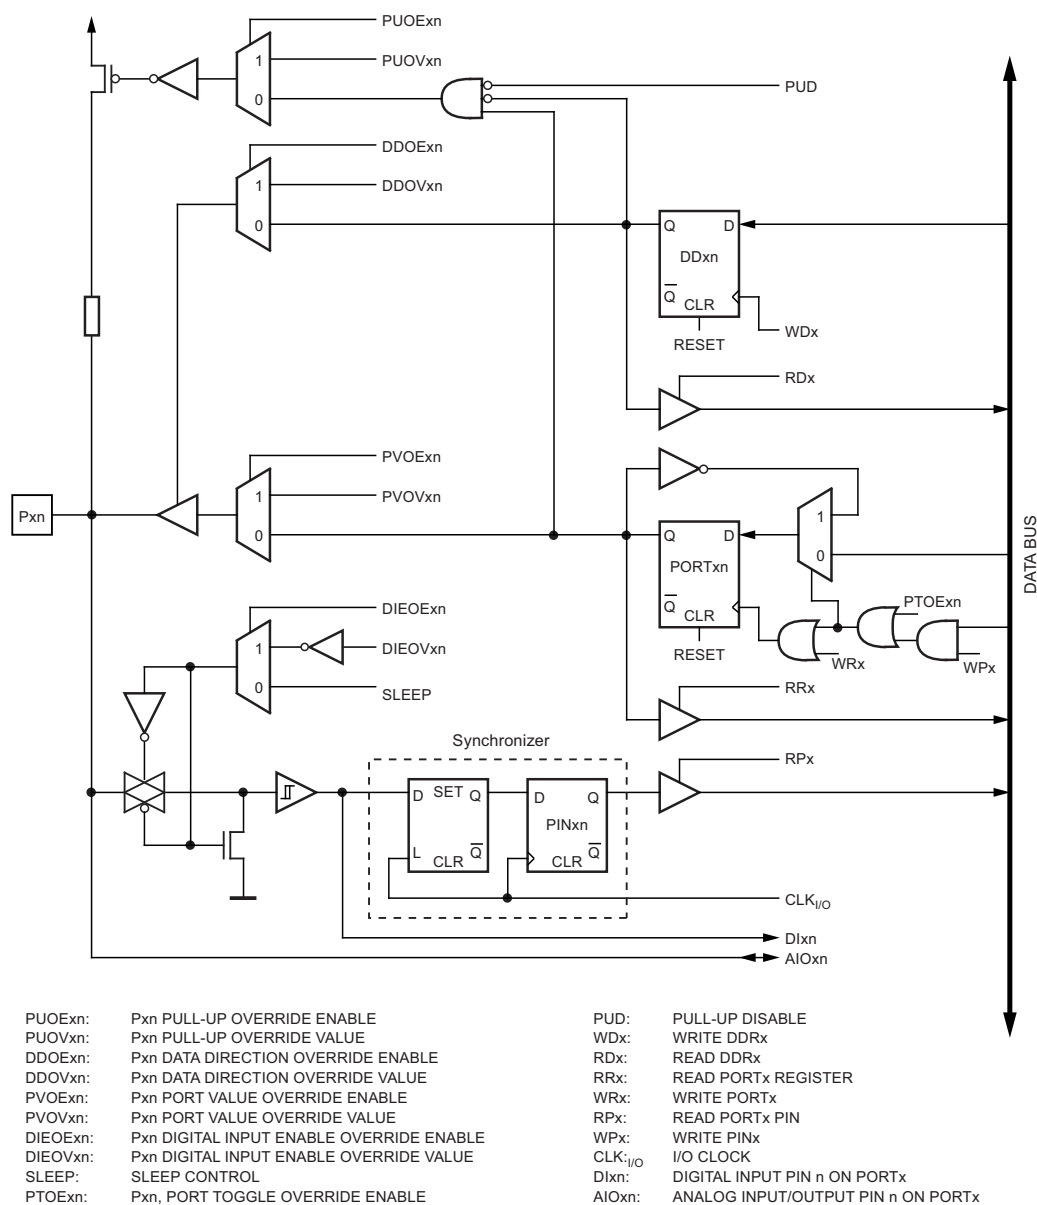 PUOExn
PUOVxn
1
0
PUD
DDOExn
DDOVxn
1
0
Q D
DDxn
Q
CLR
WDx
RESET
RDx
PVOExn
PVOVxn
1
0
Pxn
1
0
Q D
PORTxn
Q
CLR
RESET
PTOExn
WRx
WPx
DATA BUS
DIEOExn
DIEOVxn
1
0
SLEEP
RRx
Synchronizer
RPx
D SET Q
L CLR Q
D Q
PINxn
CLR Q
CLKI/O
DIxn
AIOxn
PUOExn: Pxn PULL-UP OVERRIDE ENABLE
PUOVxn: Pxn PULL-UP OVERRIDE VALUE
DDOExn: Pxn DATA DIRECTION OVERRIDE ENABLE
DDOVxn: Pxn DATA DIRECTION OVERRIDE VALUE
PVOExn: Pxn PORT VALUE OVERRIDE ENABLE
PVOVxn: Pxn PORT VALUE OVERRIDE VALUE
DIEOExn: Pxn DIGITAL INPUT ENABLE OVERRIDE ENABLE
DIEOVxn: Pxn DIGITAL INPUT ENABLE OVERRIDE VALUE
SLEEP: SLEEP CONTROL
PTOExn: Pxn, PORT TOGGLE OVERRIDE ENABLE
PUD: PULL-UP DISABLE
WDx: WRITE DDRx
RDx: READ DDRx
RRx: READ PORTx REGISTER
WRx: WRITE PORTx
RPx: READ PORTx PIN
WPx: WRITE PINx
CLK:I/O I/O CLOCK
DIxn: DIGITAL INPUT PIN n ON PORTx
AIOxn: ANALOG INPUT/OUTPUT PIN n ON PORTx